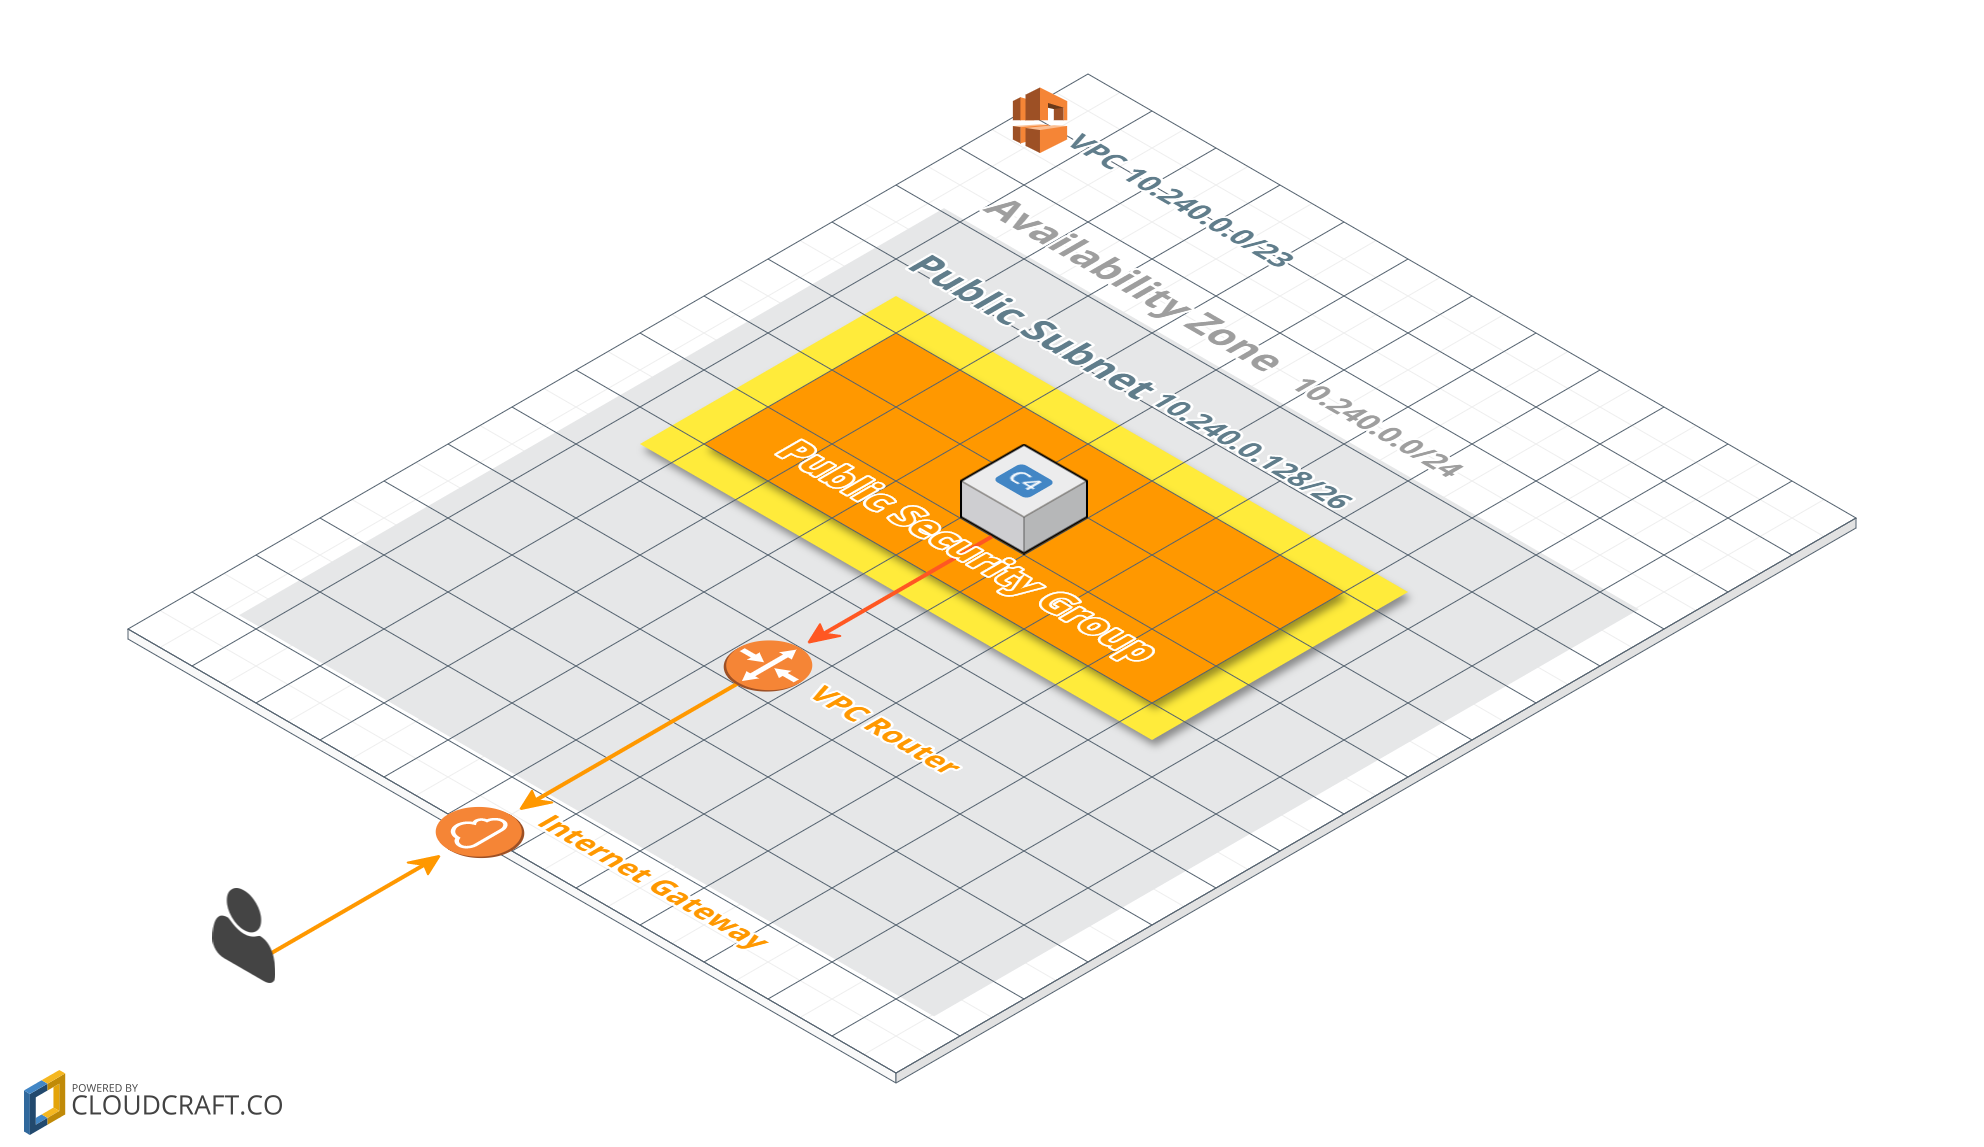 VPC 10.240.0.0/23
Availability Zone 10.240.0.0/24
Public Subnet 10.240.0.128/26
C4
Public Security Group
VPC Router
Internet Gateway
POWERED BY
CLOUDCRAFT.CO